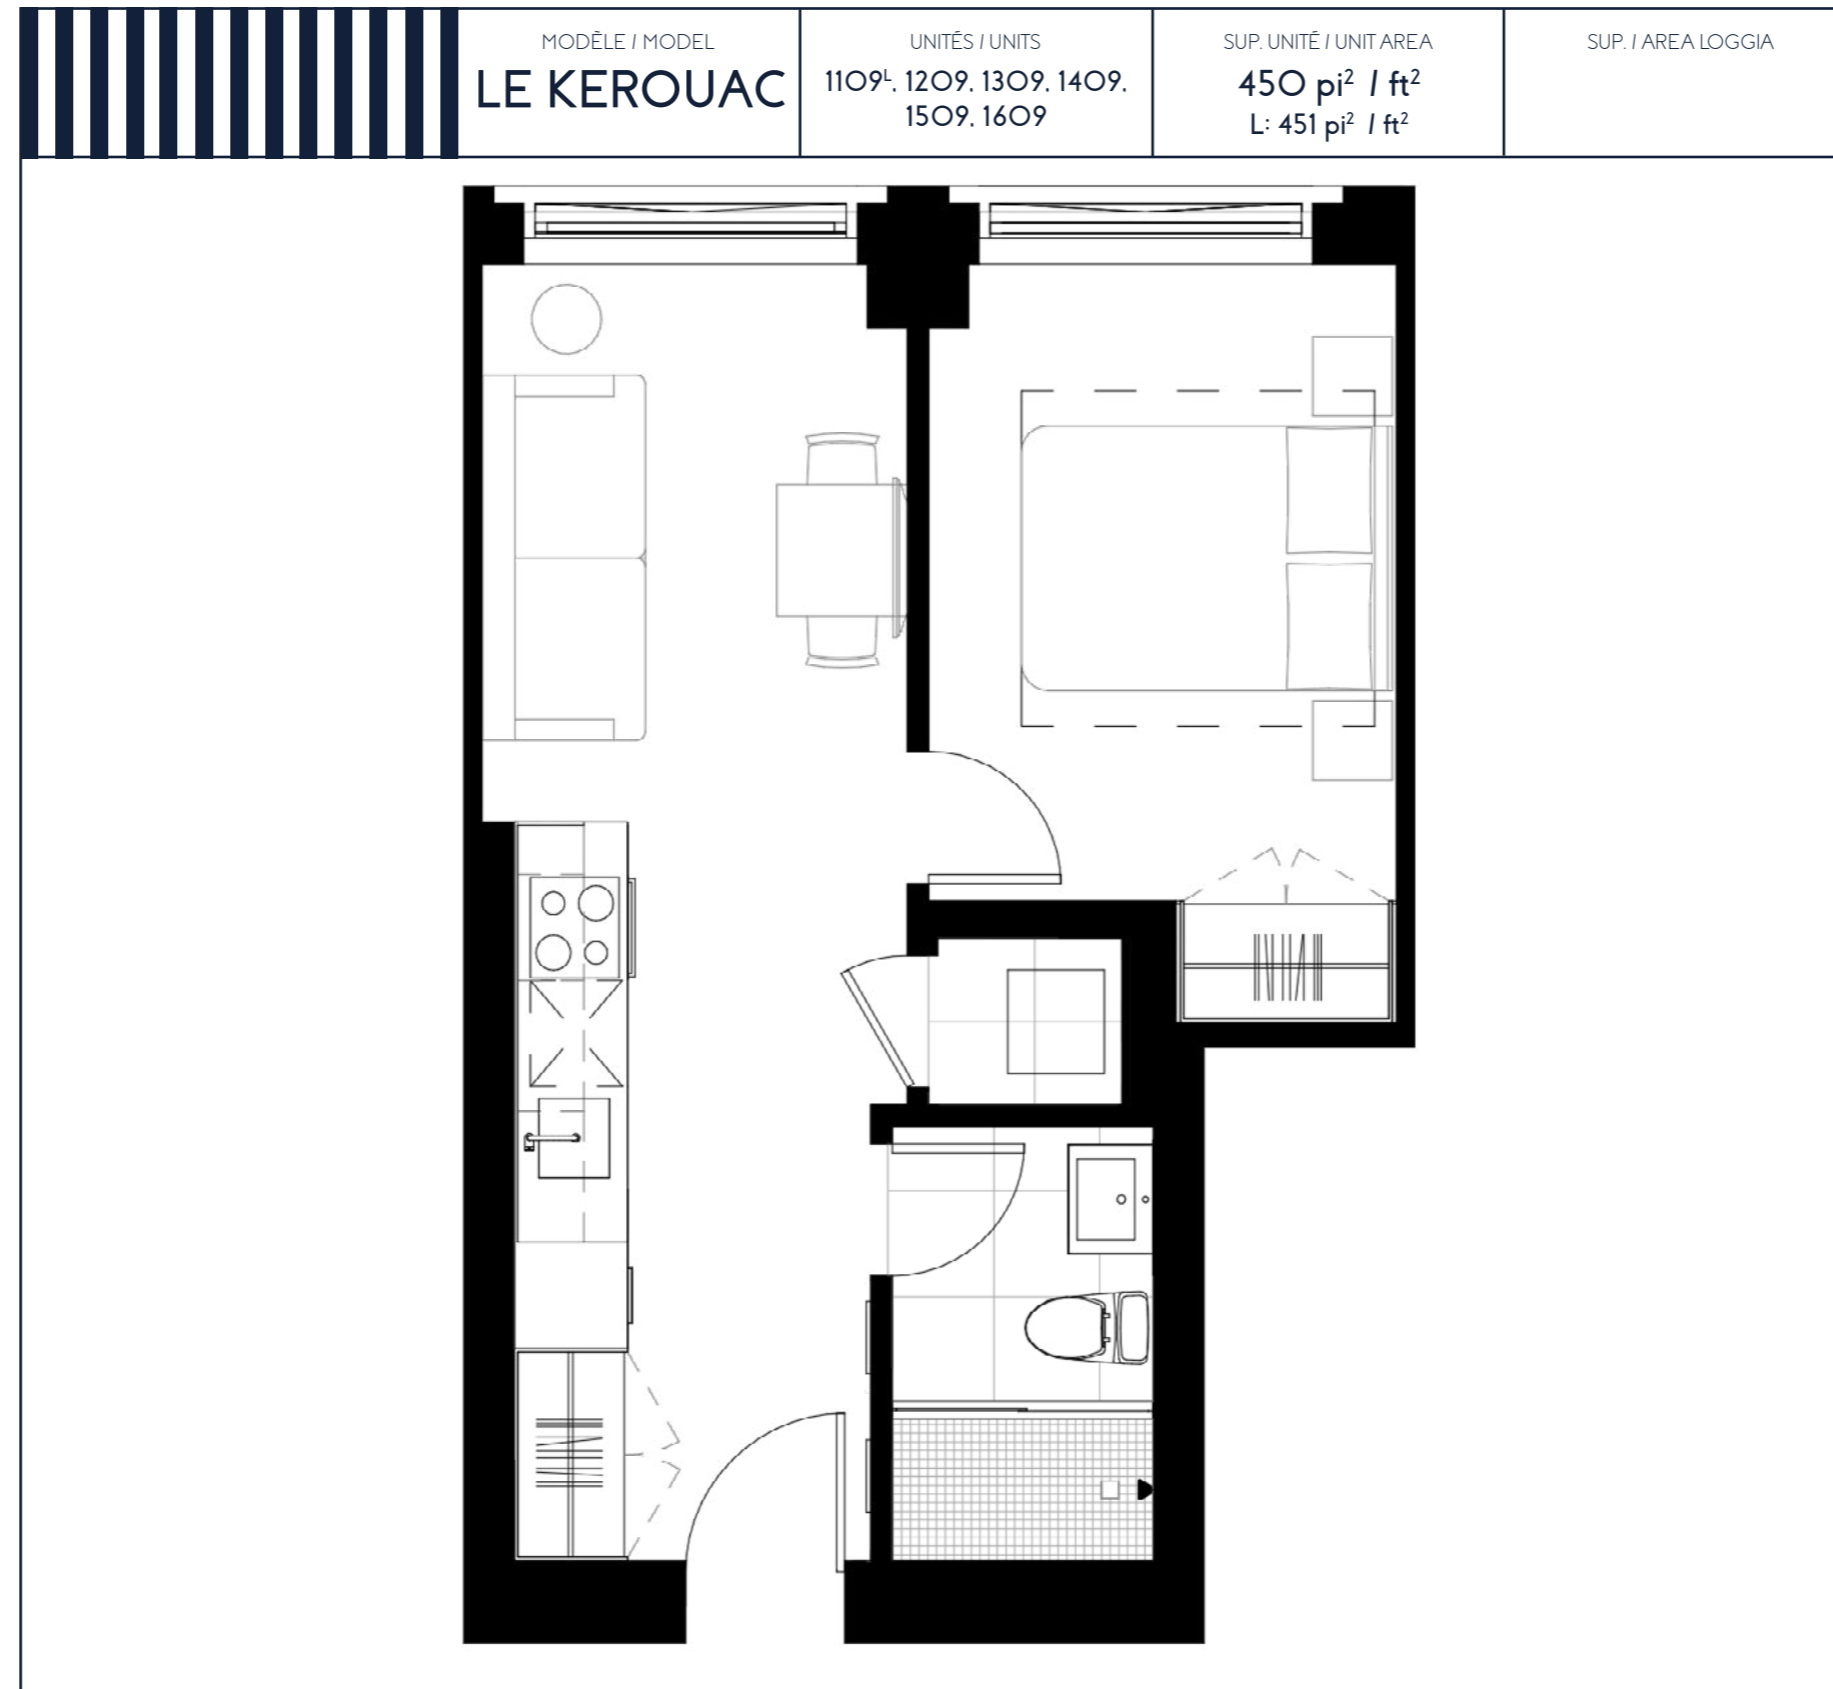 MODÈLE / MODEL
LE KEROUAC
UNITÉS / UNITS
1109ᴸ, 1209, 1309, 1409,
1509, 1609
SUP. UNITÉ / UNIT AREA
450 pi² / ft²
L: 451 pi² / ft²
SUP. / AREA LOGGIA